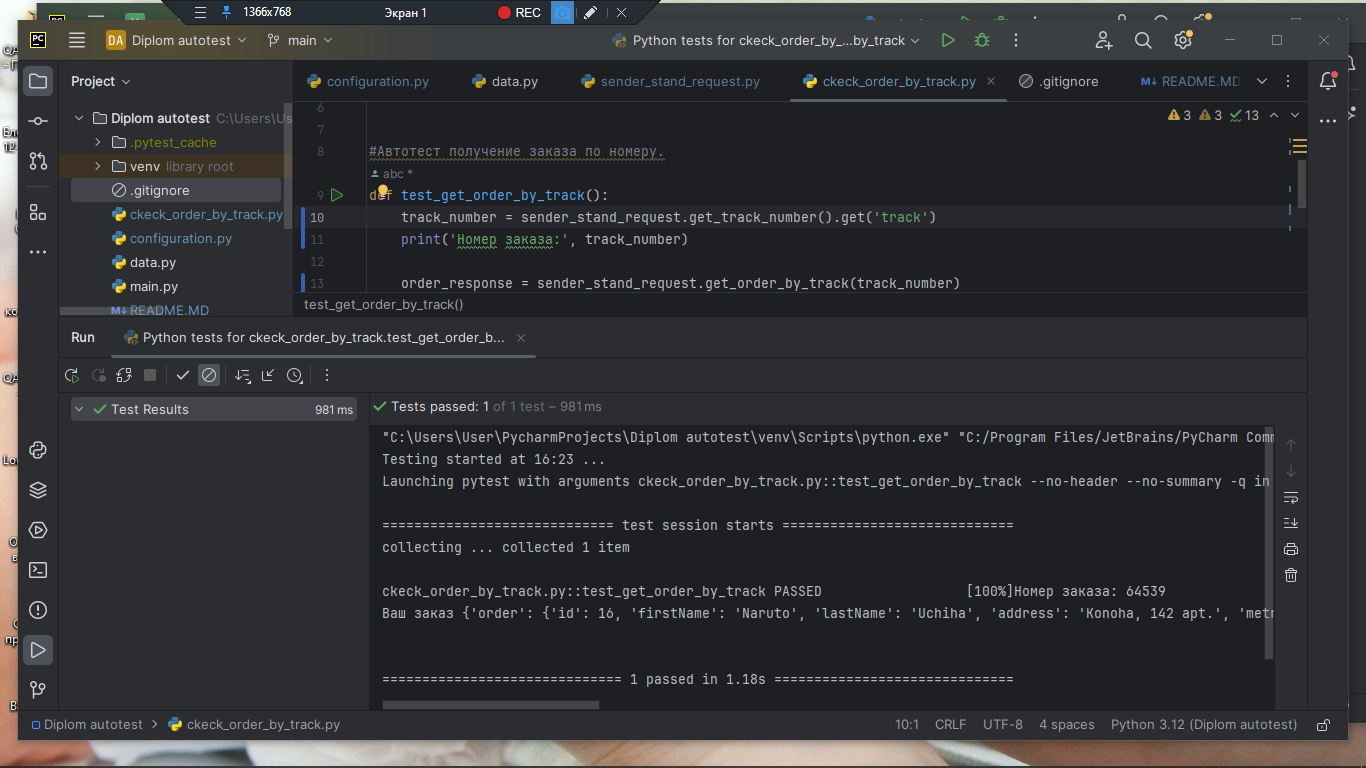 1366x768
Экран 1
REC
PC
DA Diplom autotest
main
Python tests for ckeck_order_by_...by_track
Project
configuration.py
data.py
sender_stand_request.py
ckeck_order_by_track.py
.gitignore
README.MD
Diplom autotest C:\Users\Us
.pytest_cache
venv library root
.gitignore
ckeck_order_by_track.py
configuration.py
data.py
main.py
README.MD
3 3 13
6
7
8 #Автотест получение заказа по номеру.
abc *
9 def test_get_order_by_track():
10 track_number = sender_stand_request.get_track_number().get('track')
11 print('Номер заказа:', track_number)
12
13 order_response = sender_stand_request.get_order_by_track(track_number)
test_get_order_by_track()
Run
Python tests for ckeck_order_by_track.test_get_order_b...
Test Results 981 ms
Tests passed: 1 of 1 test – 981 ms
"C:\Users\User\PycharmProjects\Diplom autotest\venv\Scripts\python.exe" "C:/Program Files/JetBrains/PyCharm Comm
Testing started at 16:23 ...
Launching pytest with arguments ckeck_order_by_track.py::test_get_order_by_track --no-header --no-summary -q in
============================= test session starts =============================
collecting ... collected 1 item
ckeck_order_by_track.py::test_get_order_by_track PASSED [100%]Номер заказа: 64539
Ваш заказ {'order': {'id': 16, 'firstName': 'Naruto', 'lastName': 'Uchiha', 'address': 'Konoha, 142 apt.', 'metr
============================== 1 passed in 1.18s ==============================
Diplom autotest > ckeck_order_by_track.py
10:1 CRLF UTF-8 4 spaces Python 3.12 (Diplom autotest)